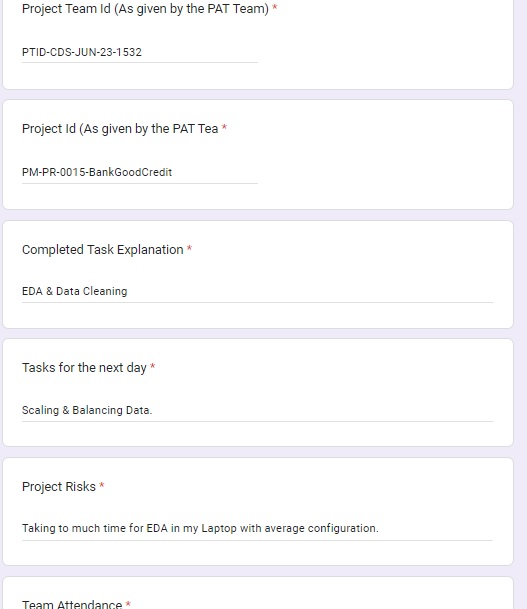 Project Team Id (As given by the PAT Team) *
PTID-CDS-JUN-23-1532
Project Id (As given by the PAT Tea *
PM-PR-0015-BankGoodCredit
Completed Task Explanation *
EDA & Data Cleaning
Tasks for the next day *
Scaling & Balancing Data.
Project Risks *
Taking to much time for EDA in my Laptop with average configuration.
Team Attendance *